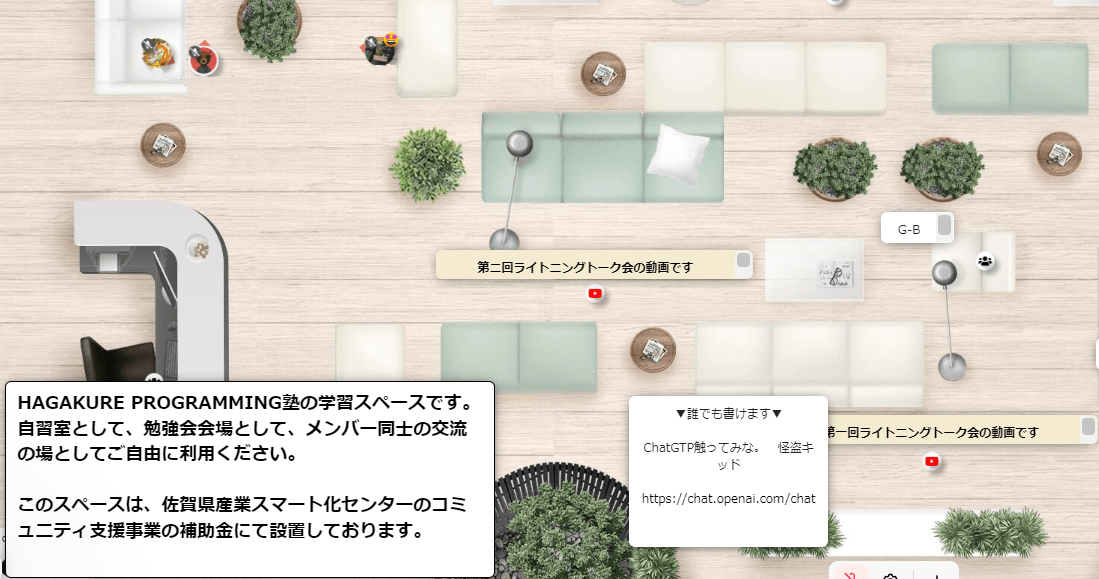 G-B
第二回ライトニングトーク会の動画です
HAGAKURE PROGRAMMING塾の学習スペースです。
自習室として、勉強会会場として、メンバー同士の交流
の場としてご自由に利用ください。
このスペースは、佐賀県産業スマート化センターのコミ
ュニティ支援事業の補助金にて設置しております。
▼誰でも書けます▼
ChatGTP触ってみな。　怪盗キ
ッド
https://chat.openai.com/chat
第一回ライトニングトーク会の動画です